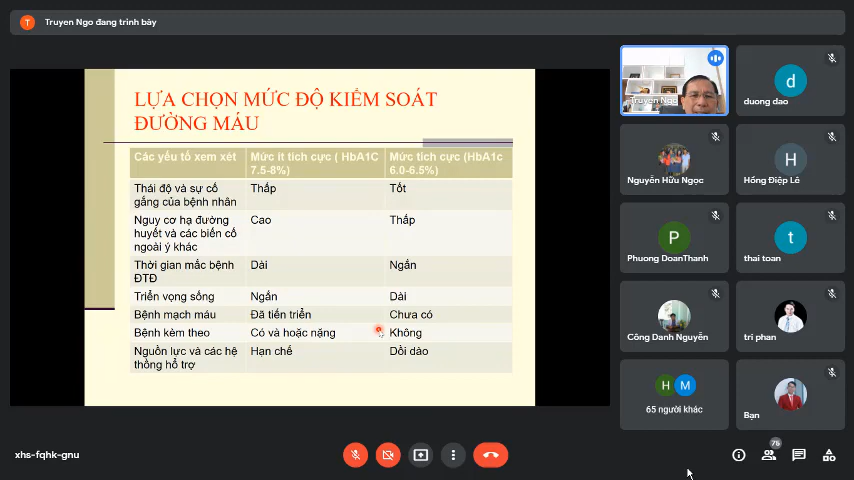 T
Truyen Ngo đang trình bày
LỰA CHỌN MỨC ĐỘ KIỂM SOÁT
ĐƯỜNG MÁU
Các yếu tố xem xét
Mức ít tích cực ( HbA1C
7.5-8%)
Mức tích cực (HbA1c
6.0-6.5%)
Thái độ và sự cố
gắng của bệnh nhân
Thấp
Tốt
Nguy cơ hạ đường
huyết và các biến cố
ngoài ý khác
Cao
Thấp
Thời gian mắc bệnh
ĐTĐ
Dài
Ngắn
Triển vọng sống
Ngắn
Dài
Bệnh mạch máu
Đã tiến triển
Chưa có
Bệnh kèm theo
Có và hoặc nặng
Không
Nguồn lực và các hệ
thống hổ trợ
Hạn chế
Dồi dào
Truyen Ngo
d
duong dao
Nguyễn Hữu Ngọc
H
Hồng Điệp Lê
P
Phuong DoanThanh
t
thai toan
Công Danh Nguyễn
tri phan
H
M
65 người khác
Bạn
xhs-fqhk-gnu
75